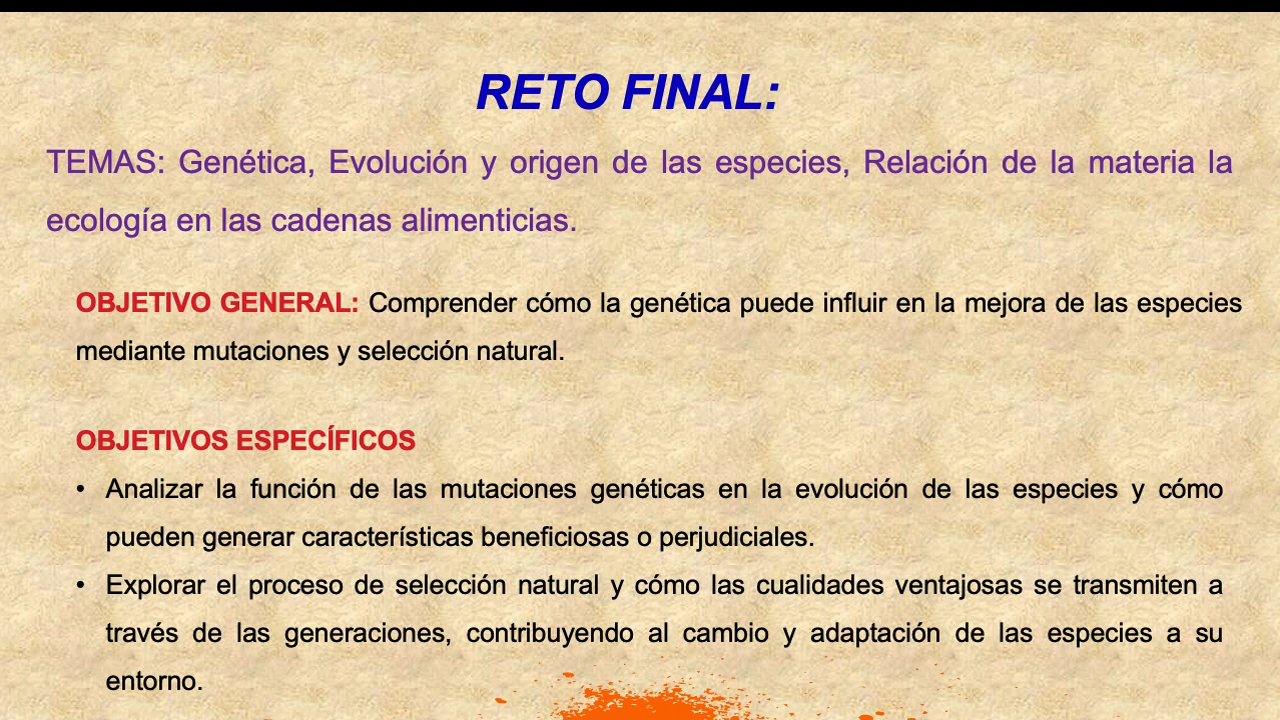 RETO FINAL:
TEMAS: Genética, Evolución y origen de las especies, Relación de la materia la
ecología en las cadenas alimenticias.
OBJETIVO GENERAL: Comprender cómo la genética puede influir en la mejora de las especies
mediante mutaciones y selección natural.
OBJETIVOS ESPECÍFICOS
• Analizar la función de las mutaciones genéticas en la evolución de las especies y cómo
pueden generar características beneficiosas o perjudiciales.
• Explorar el proceso de selección natural y cómo las cualidades ventajosas se transmiten a
través de las generaciones, contribuyendo al cambio y adaptación de las especies a su
entorno.